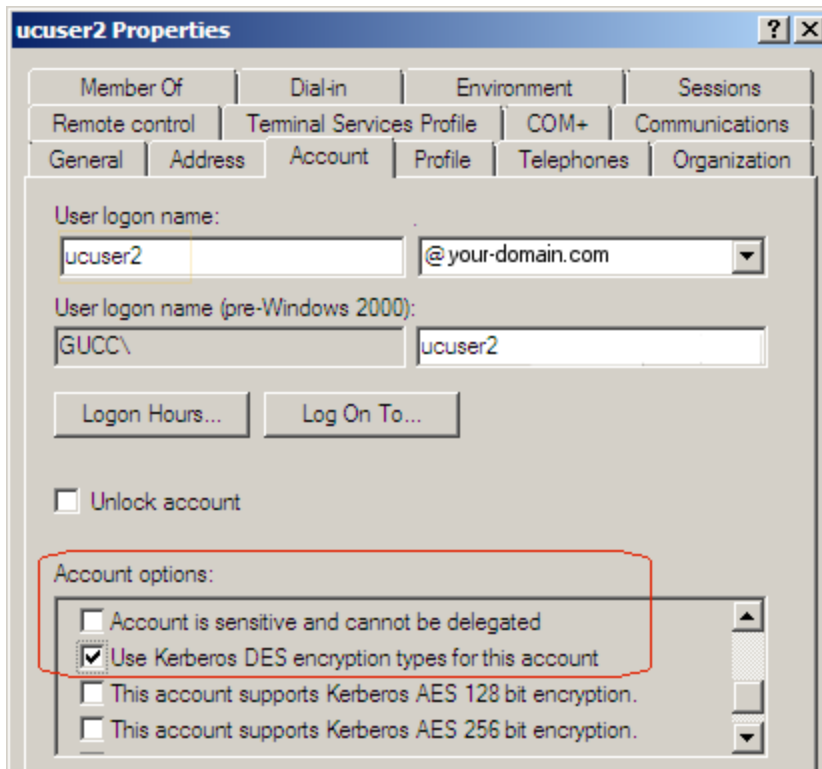 ucuser2 Properties
Member Of Dial-in Environment Sessions
Remote control Terminal Services Profile COM+ Communications
General Address Account Profile Telephones Organization
User logon name:
ucuser2 @your-domain.com
User logon name (pre-Windows 2000):
GUCC\ ucuser2
Logon Hours... Log On To...
Unlock account
Account options:
Account is sensitive and cannot be delegated
Use Kerberos DES encryption types for this account
This account supports Kerberos AES 128 bit encryption.
This account supports Kerberos AES 256 bit encryption.